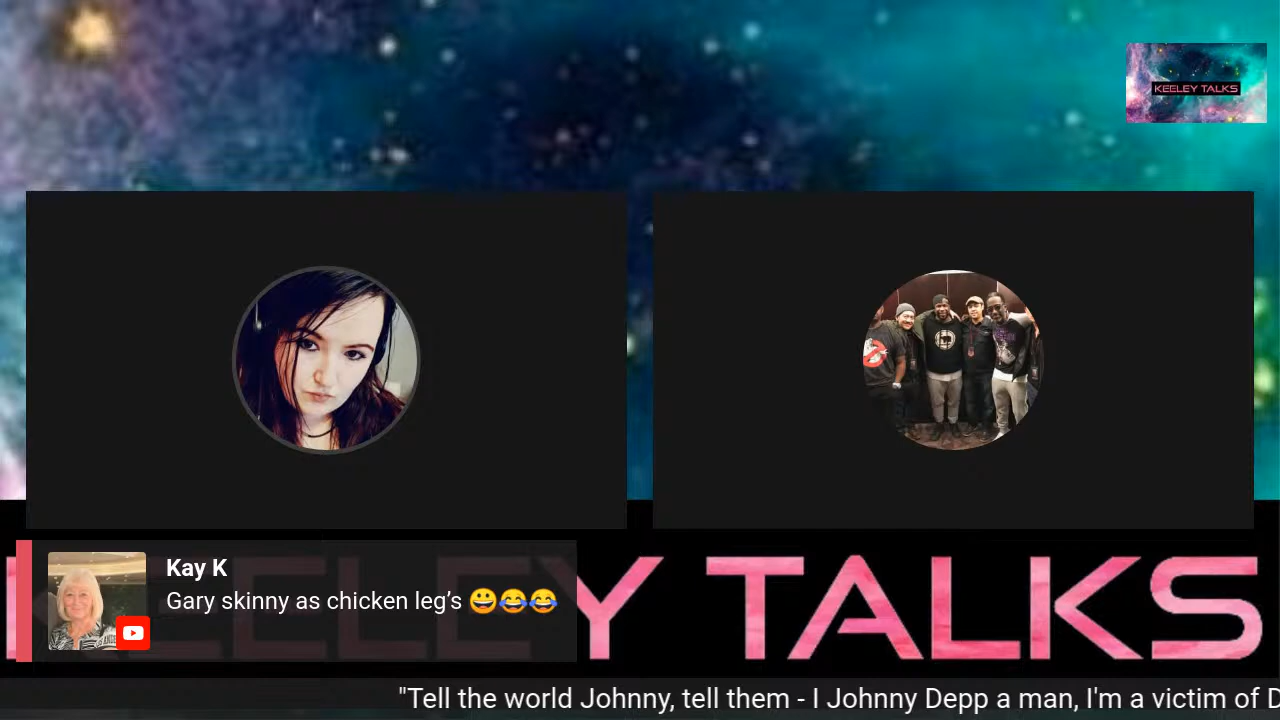 KEELEY TALKS
Kay K
Gary skinny as chicken leg's 😀😂😂
KEELEY TALKS
"Tell the world Johnny, tell them - I Johnny Depp a man, I'm a victim of D